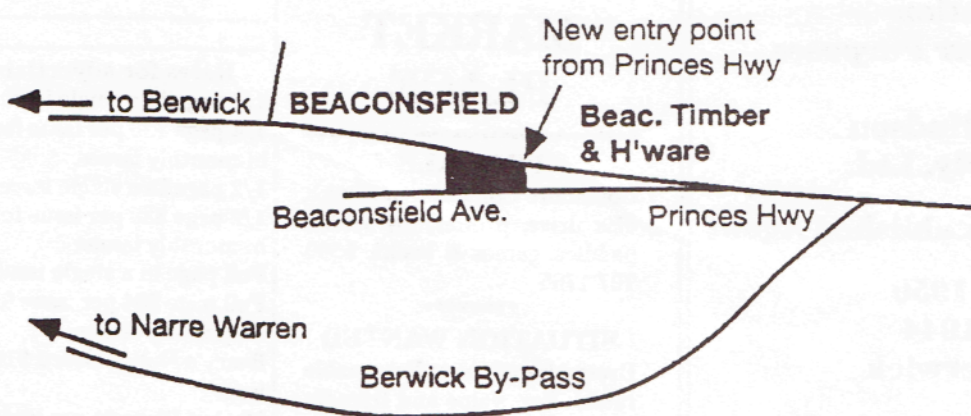 New entry point
from Princes Hwy
to Berwick
BEACONSFIELD
Beac. Timber
& H'ware
Beaconsfield Ave.
Princes Hwy
to Narre Warren
Berwick By-Pass